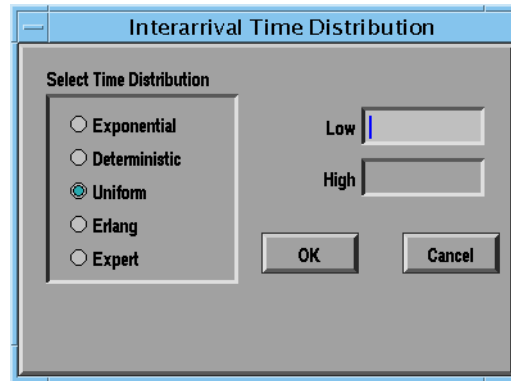 Interarrival Time Distribution
Select Time Distribution
Exponential
Deterministic
Uniform
Erlang
Expert
Low
High
OK
Cancel